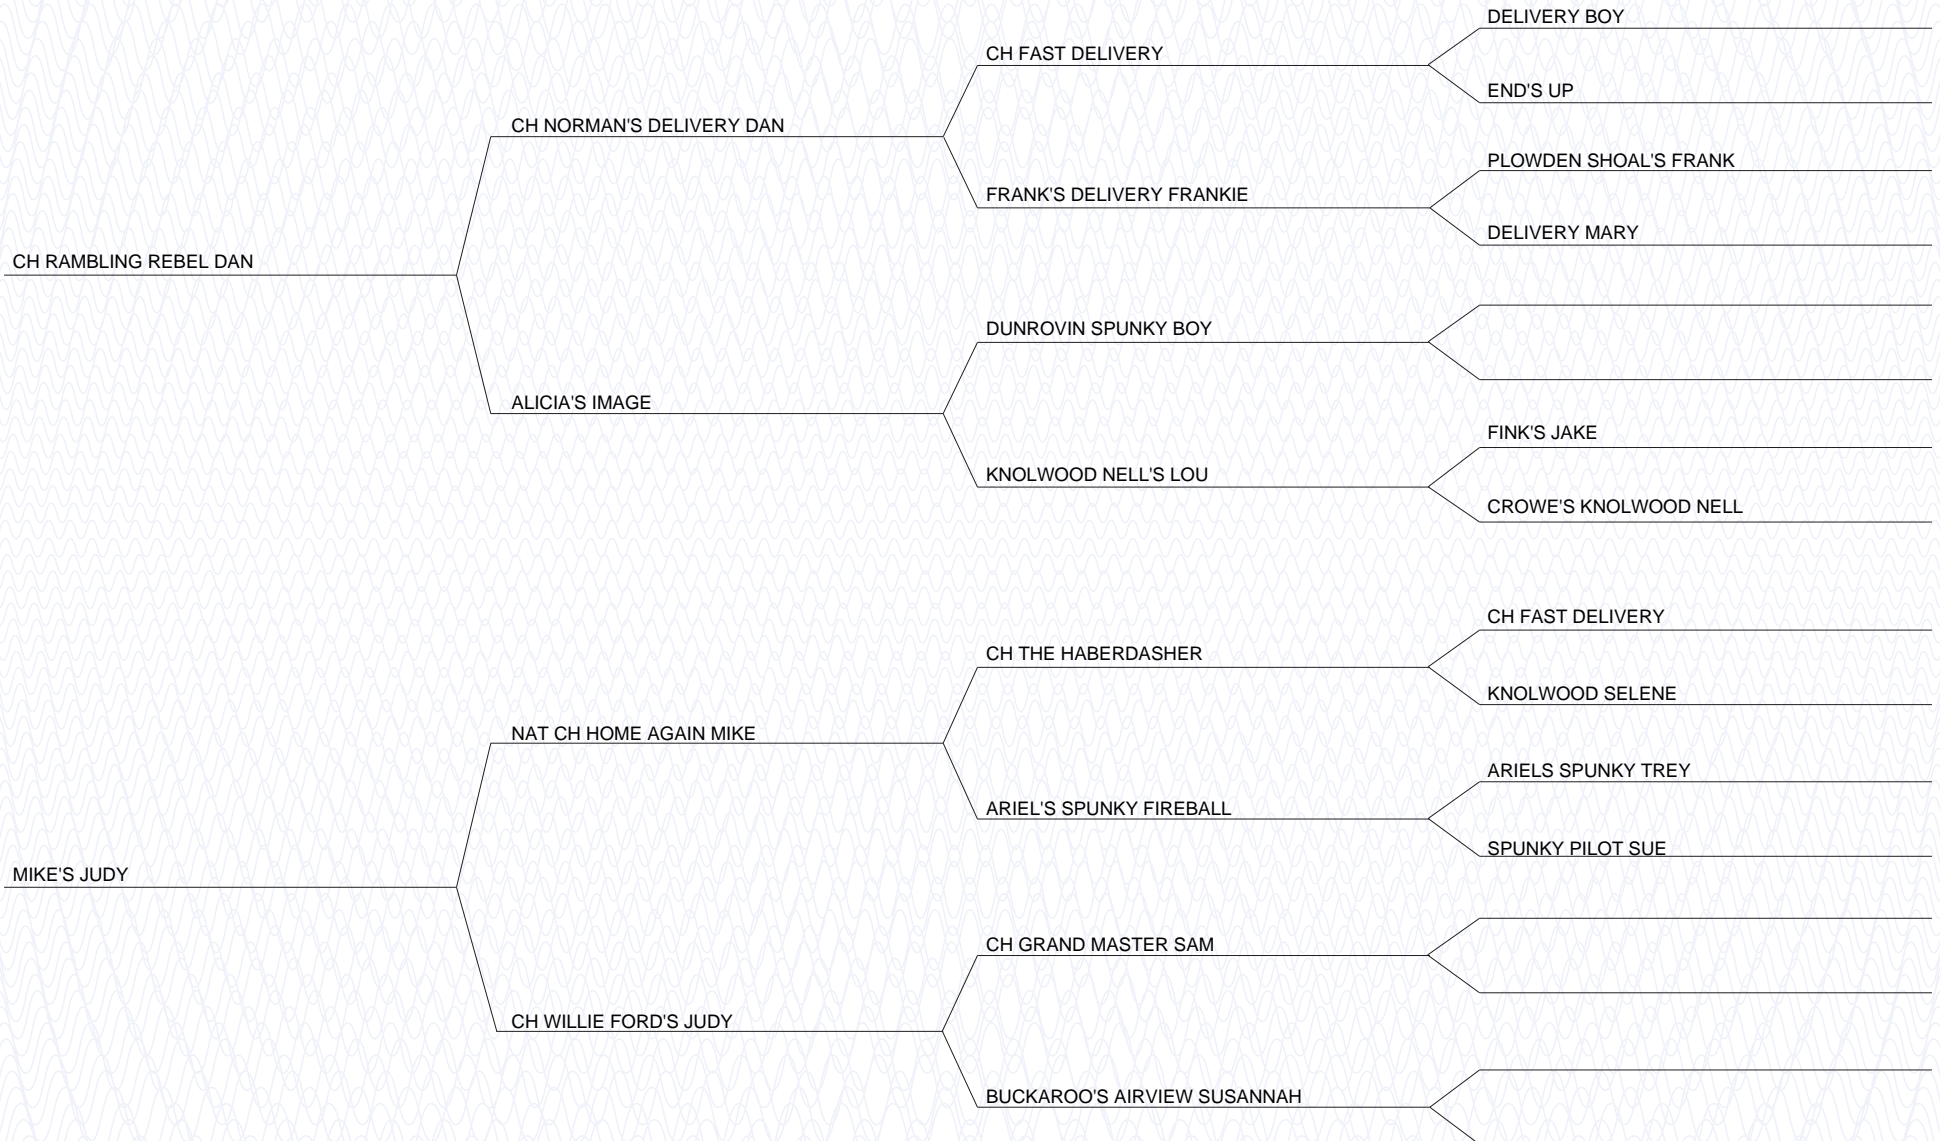 DELIVERY BOY
CH FAST DELIVERY
END'S UP
CH NORMAN'S DELIVERY DAN
PLOWDEN SHOAL'S FRANK
FRANK'S DELIVERY FRANKIE
DELIVERY MARY
CH RAMBLING REBEL DAN
DUNROVIN SPUNKY BOY
ALICIA'S IMAGE
FINK'S JAKE
KNOLWOOD NELL'S LOU
CROWE'S KNOLWOOD NELL
CH FAST DELIVERY
CH THE HABERDASHER
KNOLWOOD SELENE
NAT CH HOME AGAIN MIKE
ARIELS SPUNKY TREY
ARIEL'S SPUNKY FIREBALL
SPUNKY PILOT SUE
MIKE'S JUDY
CH GRAND MASTER SAM
CH WILLIE FORD'S JUDY
BUCKAROO'S AIRVIEW SUSANNAH